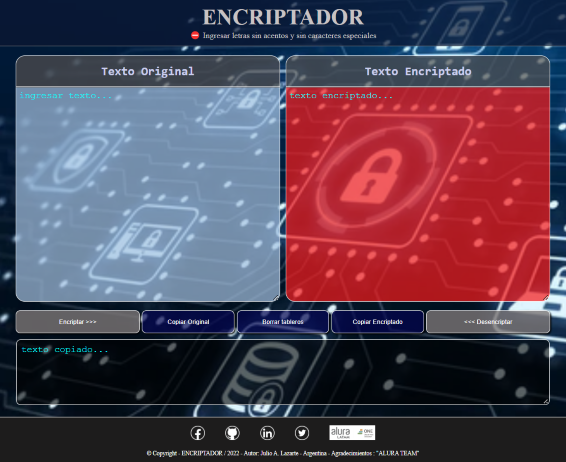 ENCRIPTADOR
Ingresar letras sin acentos y sin caracteres especiales
Texto Original
Texto Encriptado
ingresar texto...
texto encriptado...
Encriptar >>>
Copiar Original
Borrar tableros
Copiar Encriptado
<<< Desencriptar
texto copiado...
alura
LATAM
ONE
© Copyright - ENCRIPTADOR / 2022 - Autor: Julio A. Lazarte - Argentina - Agradecimientos : "ALURA TEAM"